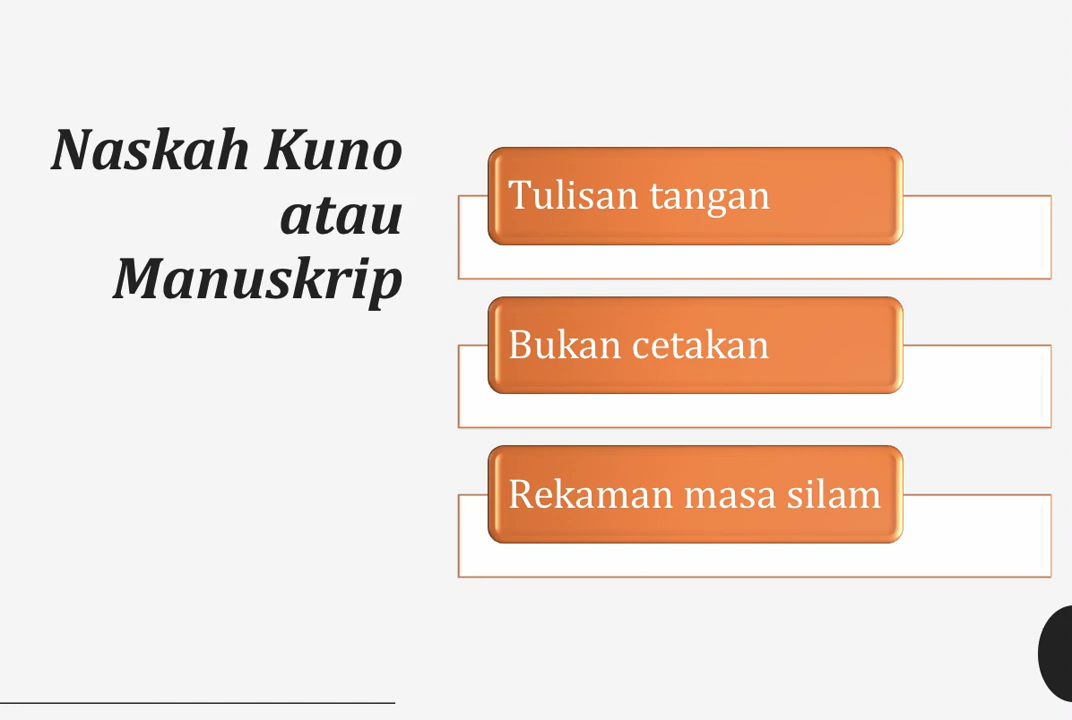 Naskah Kuno
atau
Manuskrip
Tulisan tangan
Bukan cetakan
Rekaman masa silam